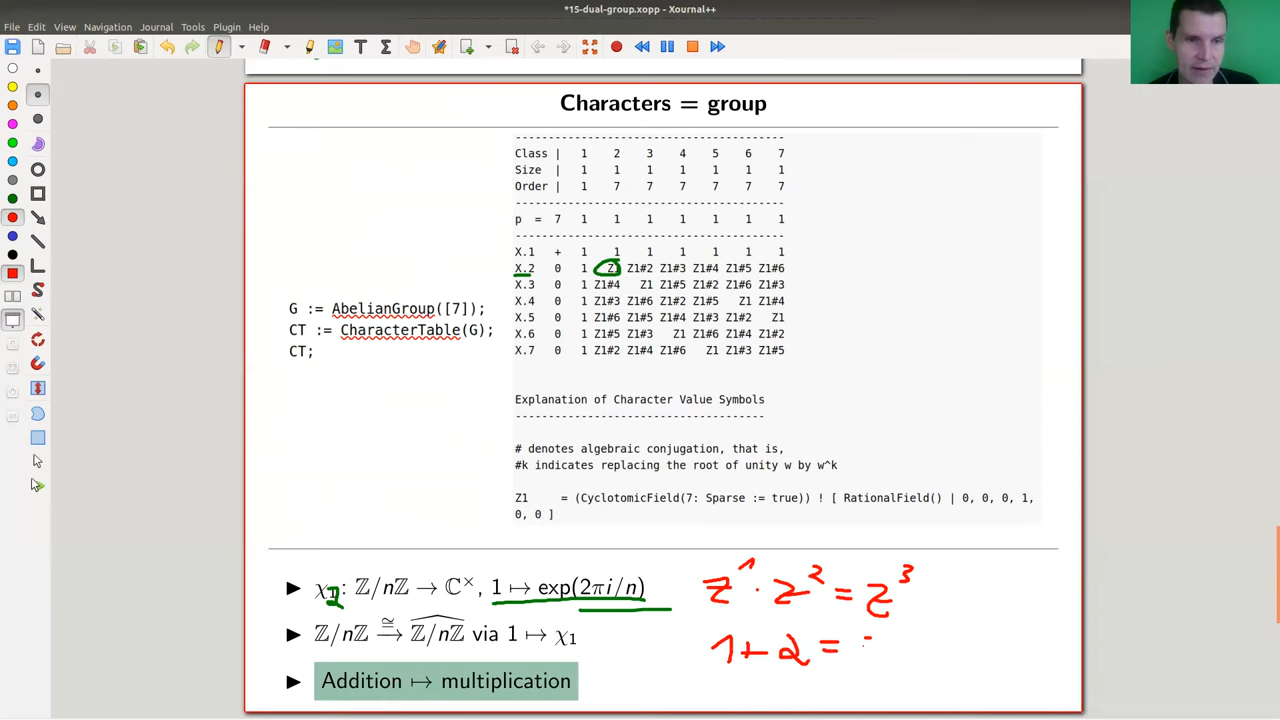 *15-dual-group.xopp - Xournal++
File Edit View Navigation Journal Tools Plugin Help
Characters = group
Class | 1 2 3 4 5 6 7
Size | 1 1 1 1 1 1 1
Order | 1 7 7 7 7 7 7
p = 7 1 1 1 1 1 1 1
X.1 + 1 1 1 1 1 1 1
X.2 0 1 Z1 Z1#2 Z1#3 Z1#4 Z1#5 Z1#6
X.3 0 1 Z1#4 Z1 Z1#5 Z1#2 Z1#6 Z1#3
X.4 0 1 Z1#3 Z1#6 Z1#2 Z1#5 Z1 Z1#4
X.5 0 1 Z1#6 Z1#5 Z1#4 Z1#3 Z1#2 Z1
X.6 0 1 Z1#5 Z1#3 Z1 Z1#6 Z1#4 Z1#2
X.7 0 1 Z1#2 Z1#4 Z1#6 Z1 Z1#3 Z1#5
G := AbelianGroup([7]);
CT := CharacterTable(G);
CT;
Explanation of Character Value Symbols
# denotes algebraic conjugation, that is,
#k indicates replacing the root of unity w by w^k
Z1 = (CyclotomicField(7: Sparse := true)) ! [ RationalField() | 0, 0, 0, 1,
0, 0 ]
► χ2: ℤ/nℤ → ℂ×, 1 ↦ exp(2πi/n)
► ℤ/nℤ ≅→ \widehat{ℤ/nℤ} via 1 ↦ χ₁
► Addition ↦ multiplication
z¹ · z² = z³
1 + 2 =